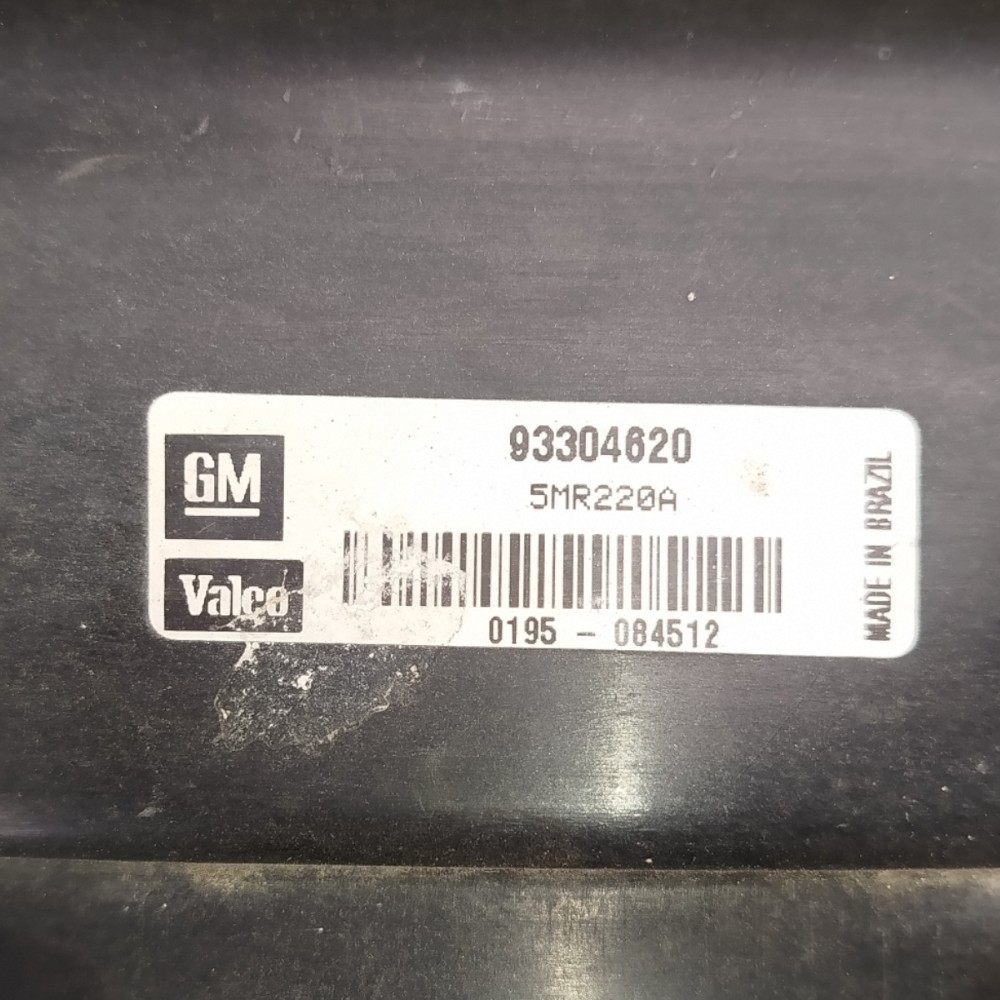 GM
93304620
5MR220A
Valeo
0195 - 084512
MADE IN BRAZIL